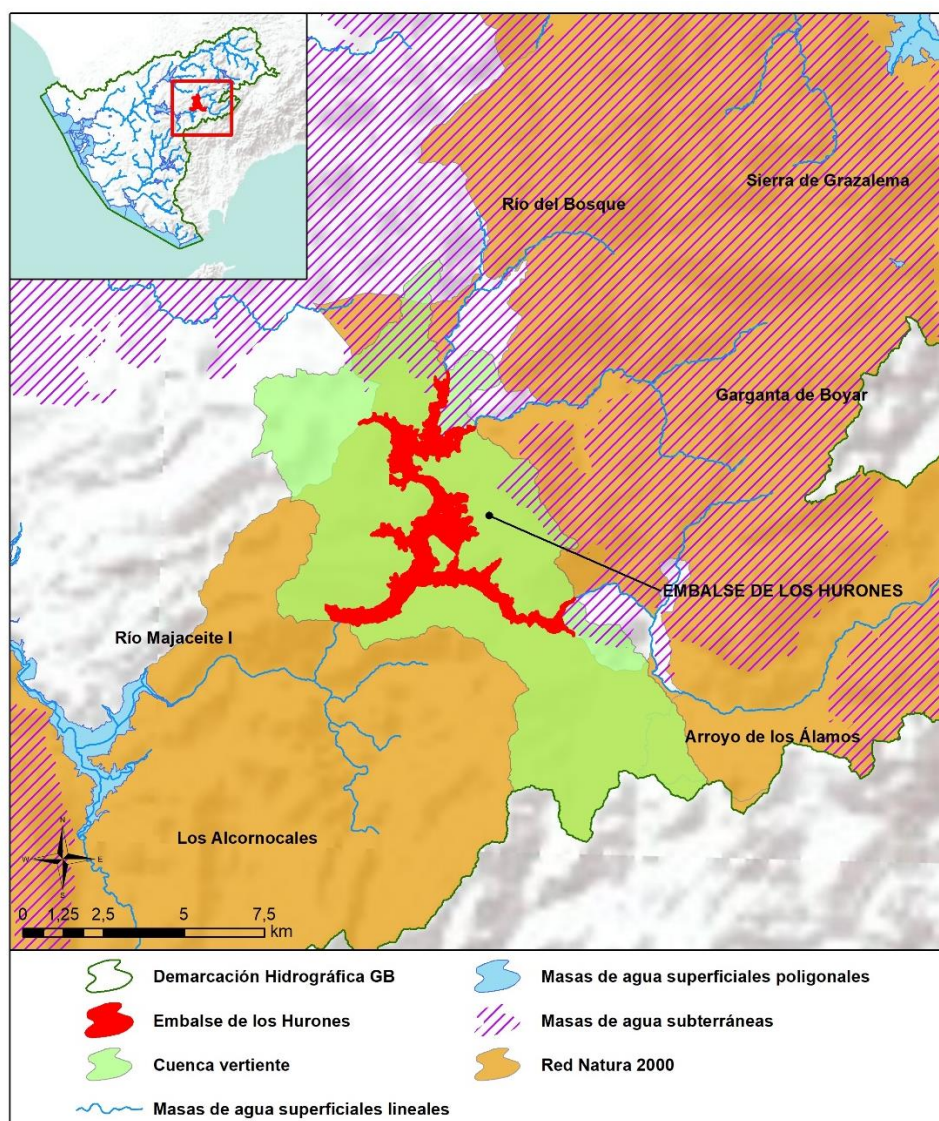 Sierra de Grazalema
Río del Bosque
Garganta de Boyar
EMBALSE DE LOS HURONES
Río Majaceite I
Arroyo de los Álamos
Los Alcornocales
N
W E
S
0 1,25 2,5 5 7,5
km
Demarcación Hidrográfica GB
Masas de agua superficiales poligonales
Embalse de los Hurones
Masas de agua subterráneas
Cuenca vertiente
Red Natura 2000
Masas de agua superficiales lineales